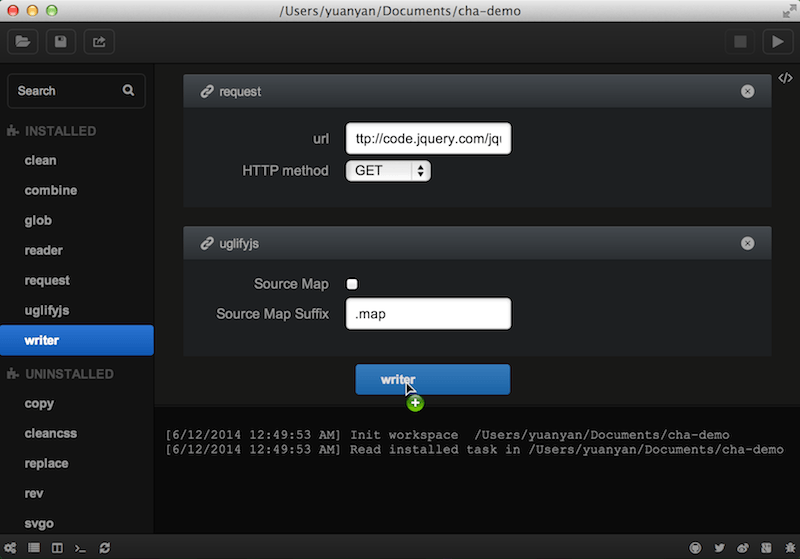 /Users/yuanyan/Documents/cha-demo
Search
INSTALLED
clean
combine
glob
reader
request
uglifyjs
writer
UNINSTALLED
copy
cleancss
replace
rev
svgo
request
url ttp://code.jquery.com/jqu
HTTP method GET
uglifyjs
Source Map
Source Map Suffix .map
writer
[6/12/2014 12:49:53 AM] Init workspace /Users/yuanyan/Documents/cha-demo
[6/12/2014 12:49:53 AM] Read installed task in /Users/yuanyan/Documents/cha-demo